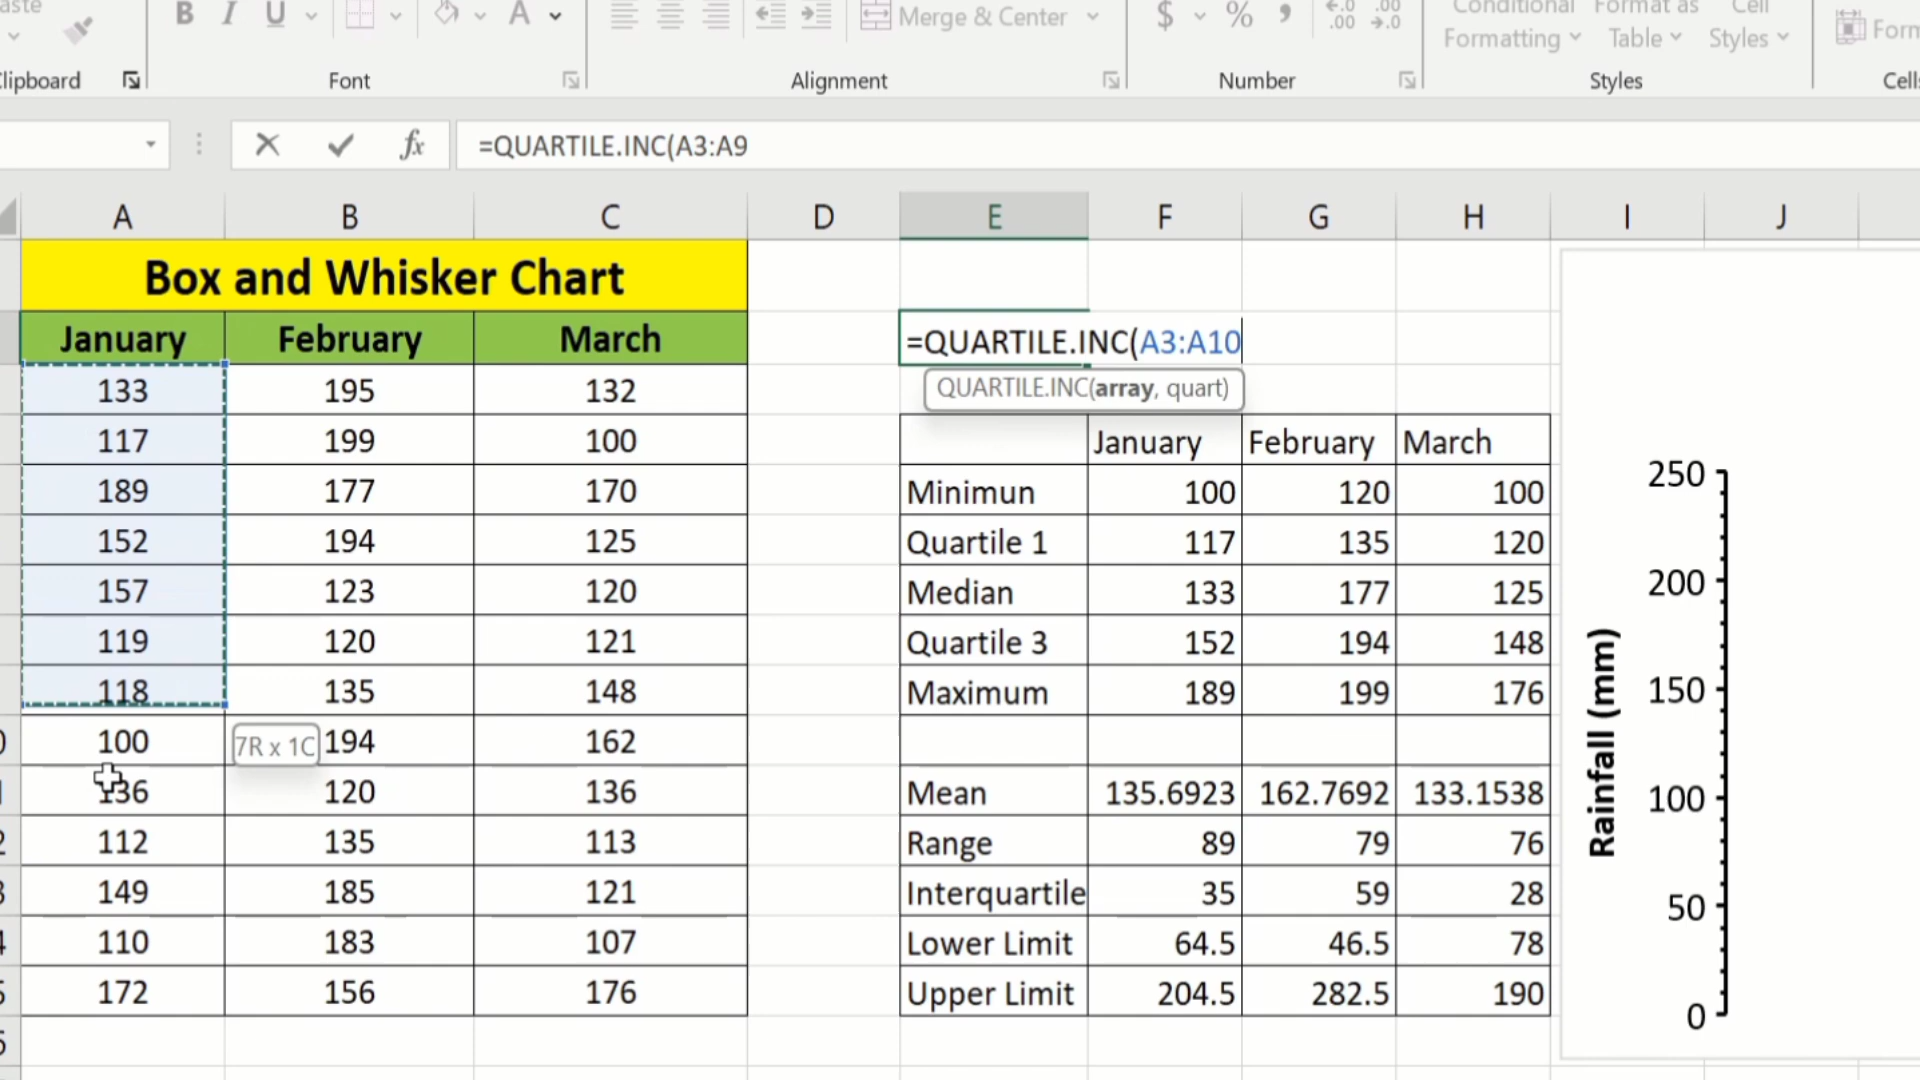 aste
B I U A
Merge & Center
$ % , .00 .00
Conditional Format as Cell
Formatting Table Styles
Form
lipboard Font Alignment Number Styles Cell
fx =QUARTILE.INC(A3:A9
A B C D E F G H I J
Box and Whisker Chart
January February March
=QUARTILE.INC(A3:A10
133 195 132
QUARTILE.INC(array, quart)
117 199 100
January February March
189 177 170
Minimun 100 120 100
152 194 125
Quartile 1 117 135 120
157 123 120
Median 133 177 125
119 120 121
Quartile 3 152 194 148
118 135 148
Maximum 189 199 176
100 194 162
7R x 1C
136 120 136
Mean 135.6923 162.7692 133.1538
112 135 113
Range 89 79 76
149 185 121
Interquartile 35 59 28
110 183 107
Lower Limit 64.5 46.5 78
172 156 176
Upper Limit 204.5 282.5 190
Rainfall (mm)
250
200
150
100
50
0